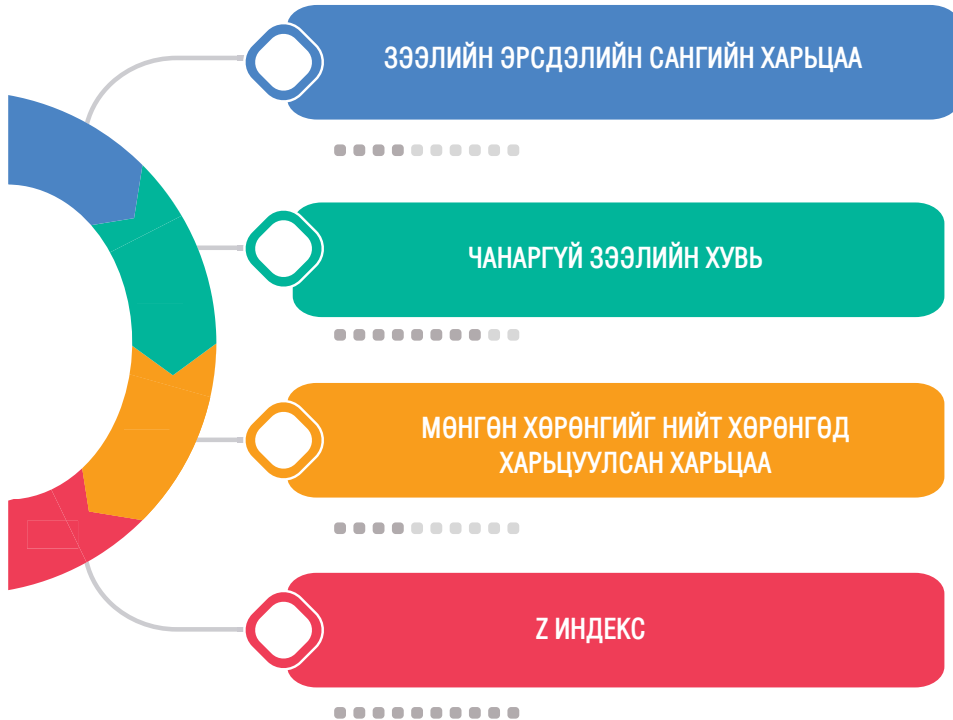 ЗЭЭЛИЙН ЭРСДЭЛИЙН САНГИЙН ХАРЬЦАА
ЧАНАРГҮЙ ЗЭЭЛИЙН ХУВЬ
МӨНГӨН ХӨРӨНГИЙГ НИЙТ ХӨРӨНГӨД
ХАРЬЦУУЛСАН ХАРЬЦАА
Z ИНДЕКС